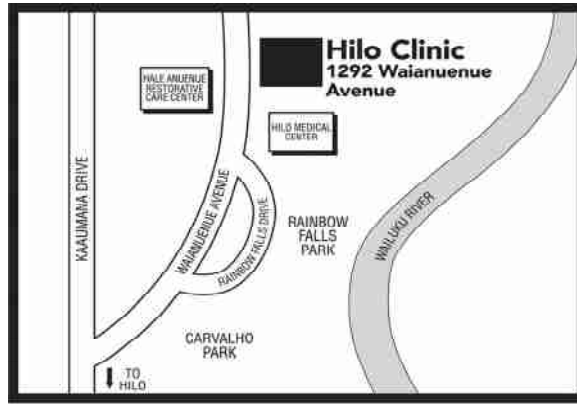 Hilo Clinic
1292 Waianuenue
Avenue
HALE ANUENUE
RESTORATIVE
CARE CENTER
HILO MEDICAL
CENTER
KAAUMANA DRIVE
WAIANUENUE AVENUE
RAINBOW FALLS DRIVE
RAINBOW
FALLS
PARK
WAILUKU RIVER
CARVALHO
PARK
TO
HILO